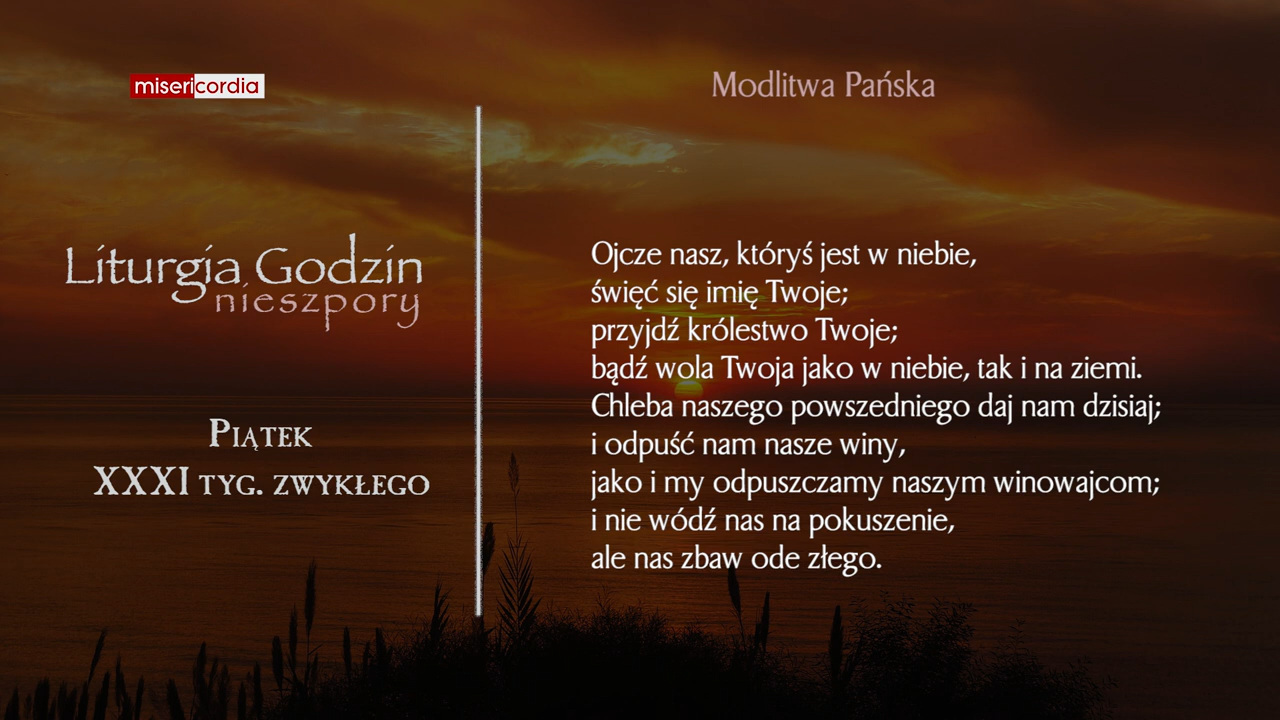 misericordia
Liturgia Godzin
nieszpory
Piątek
XXXI tyg. zwykłego
Modlitwa Pańska
Ojcze nasz, któryś jest w niebie,
święć się imię Twoje;
przyjdź królestwo Twoje;
bądź wola Twoja jako w niebie, tak i na ziemi.
Chleba naszego powszedniego daj nam dzisiaj;
i odpuść nam nasze winy,
jako i my odpuszczamy naszym winowajcom;
i nie wódź nas na pokuszenie,
ale nas zbaw ode złego.